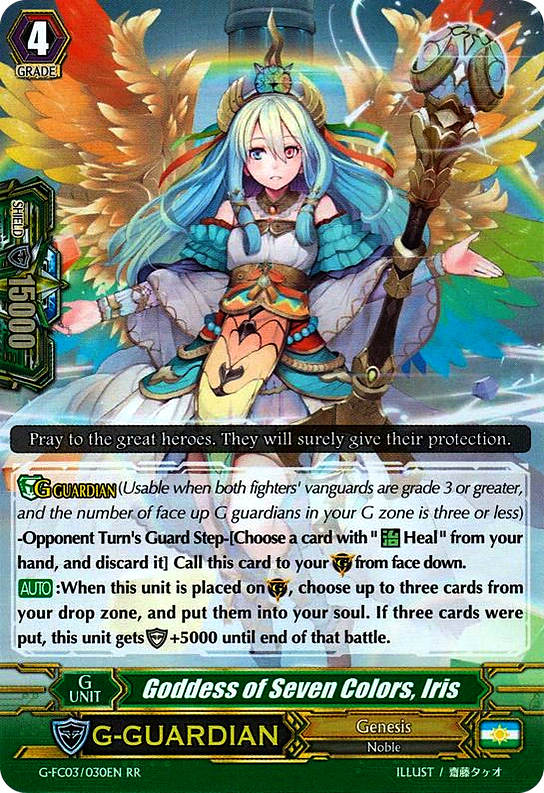 4
GRADE
SHIELD
15000
Pray to the great heroes. They will surely give their protection.
G GUARDIAN (Usable when both fighters' vanguards are grade 3 or greater,
and the number of face up G guardians in your G zone is three or less)
-Opponent Turn's Guard Step-[Choose a card with "治 Heal" from your
hand, and discard it] Call this card to your G from face down.
AUTO :When this unit is placed on G, choose up to three cards from
your drop zone, and put them into your soul. If three cards were
put, this unit gets +5000 until end of that battle.
G
UNIT
Goddess of Seven Colors, Iris
G-GUARDIAN
Genesis
Noble
G-FC03/030EN RR
ILLUST / 齋藤タケオ